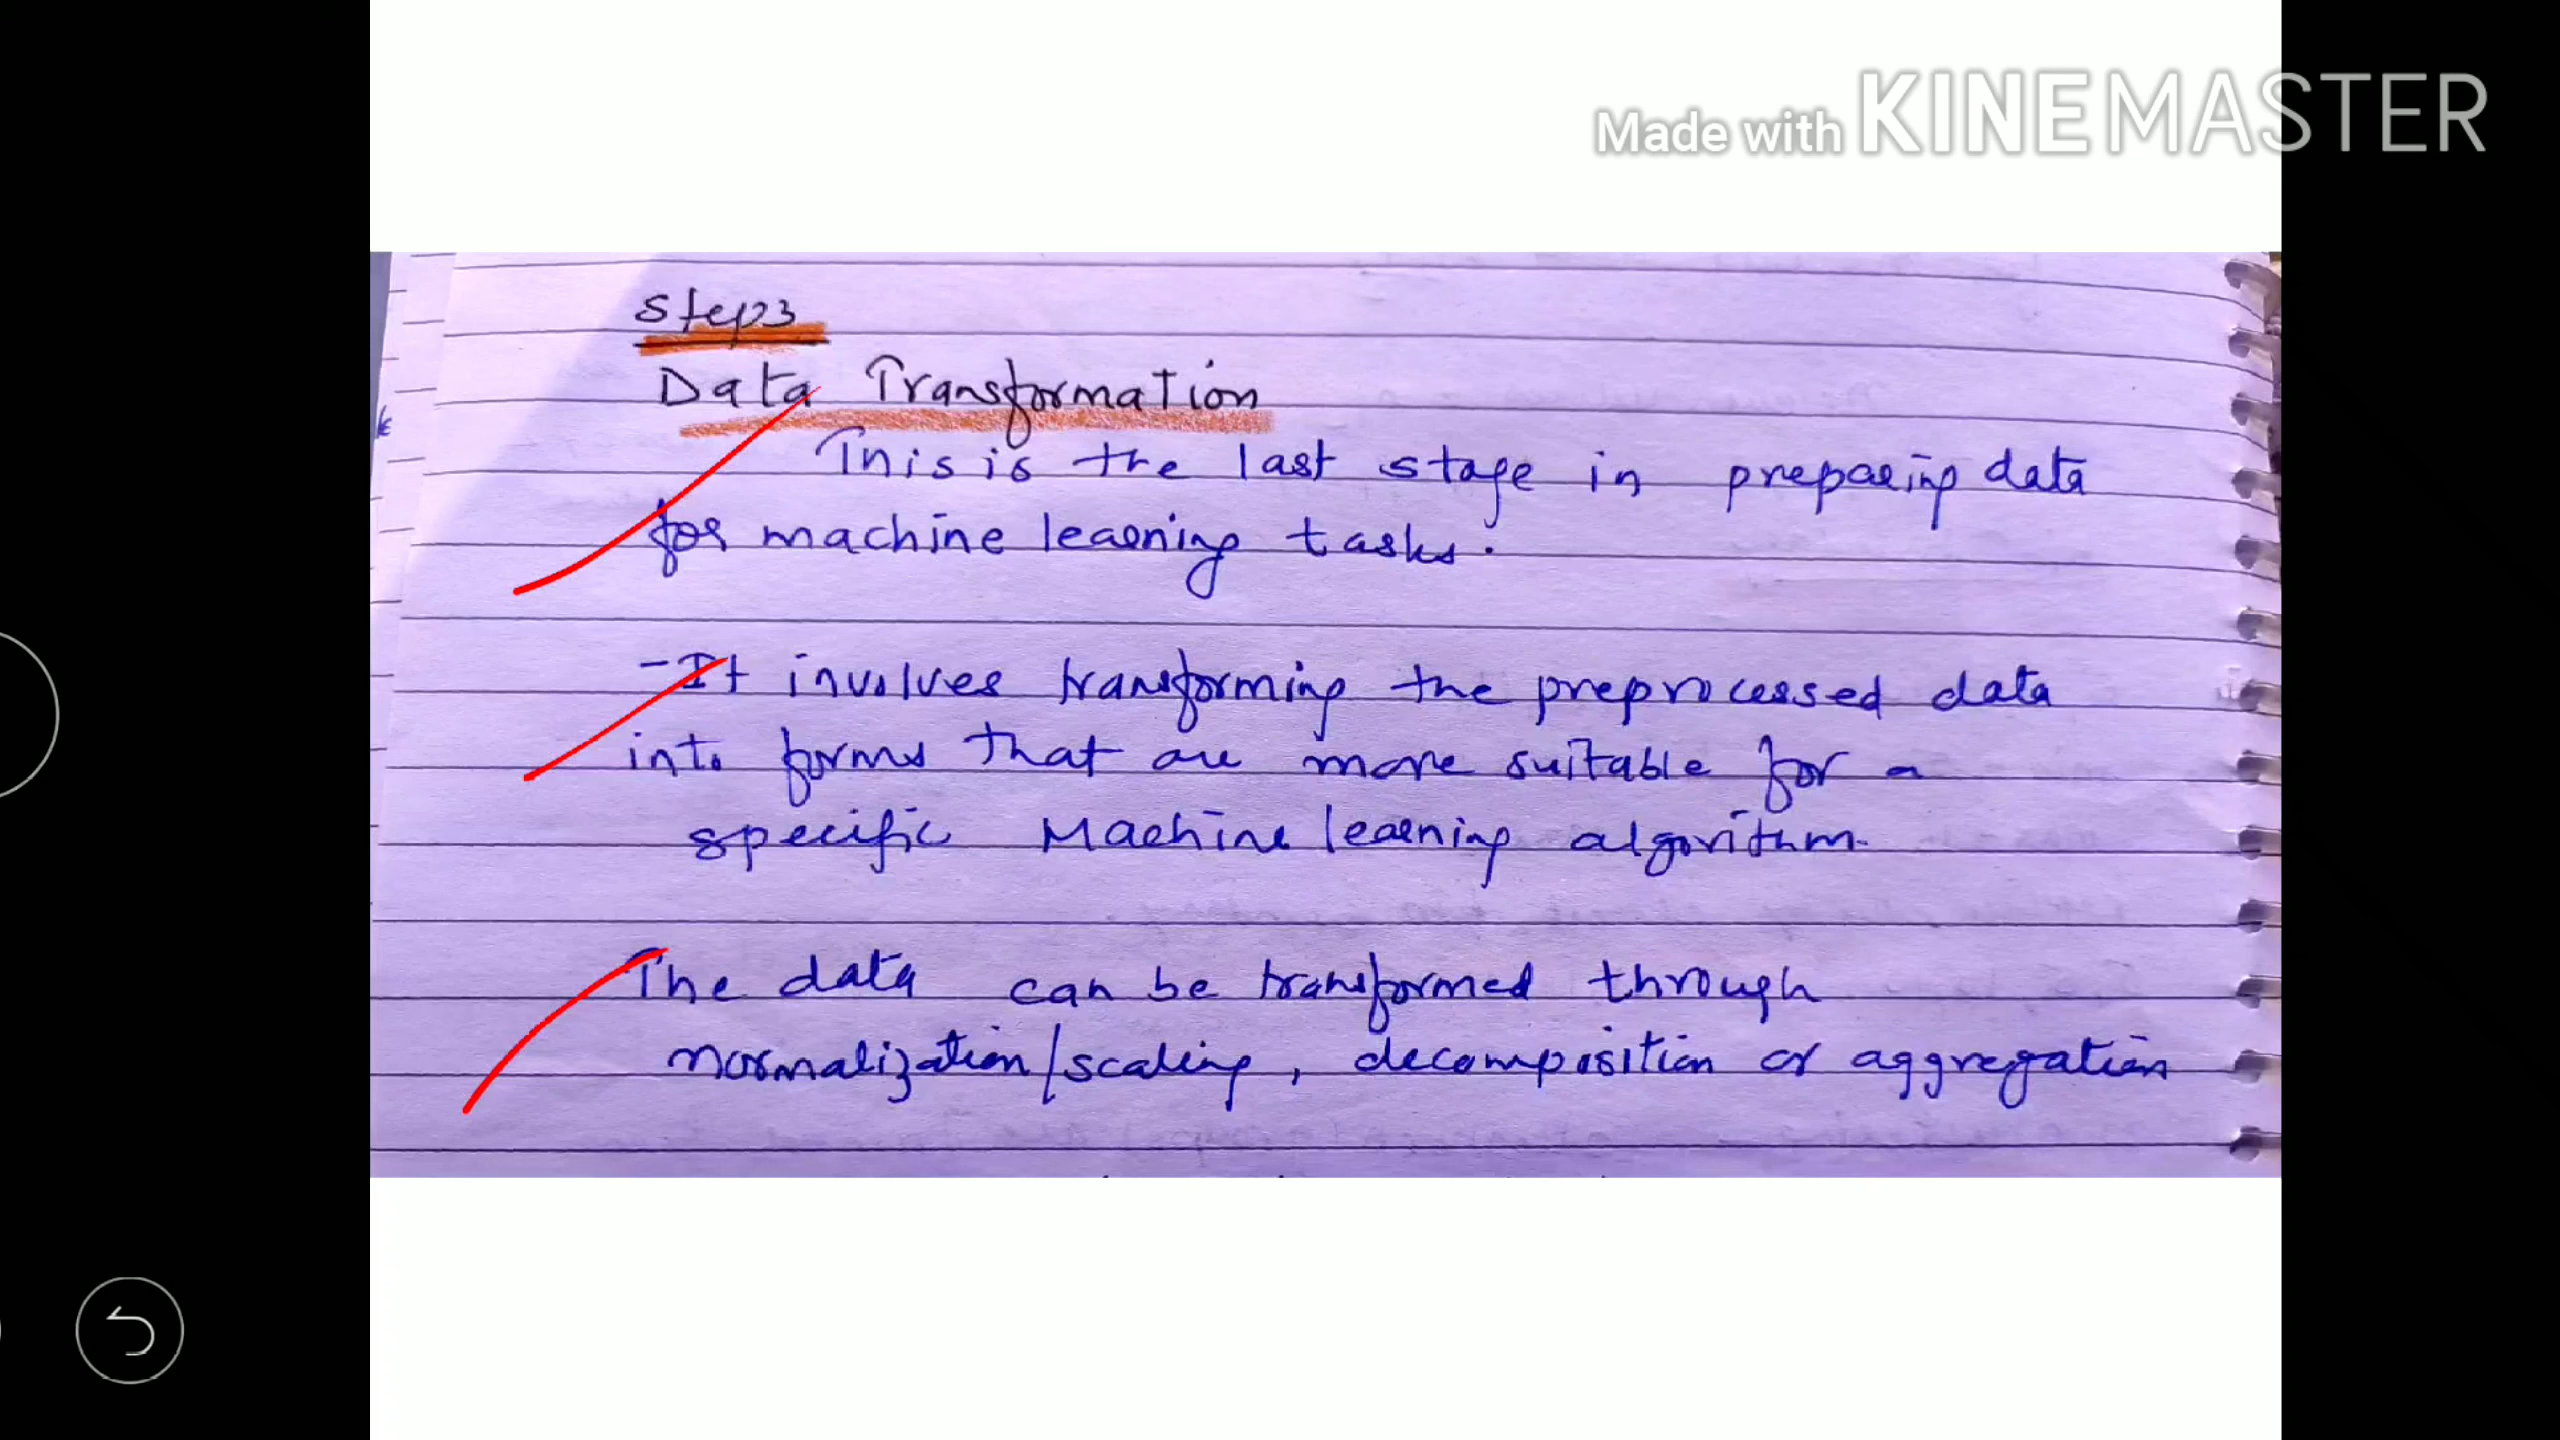 Made with KINEMASTER
Step3
Data Transformation
This is the last stage in preparing data
for machine learning tasks.
- It involves transforming the preprocessed data
into forms that are more suitable for a
specific Machine learning algorithm.
The data can be transformed through
normalization/scaling, decomposition or aggregation